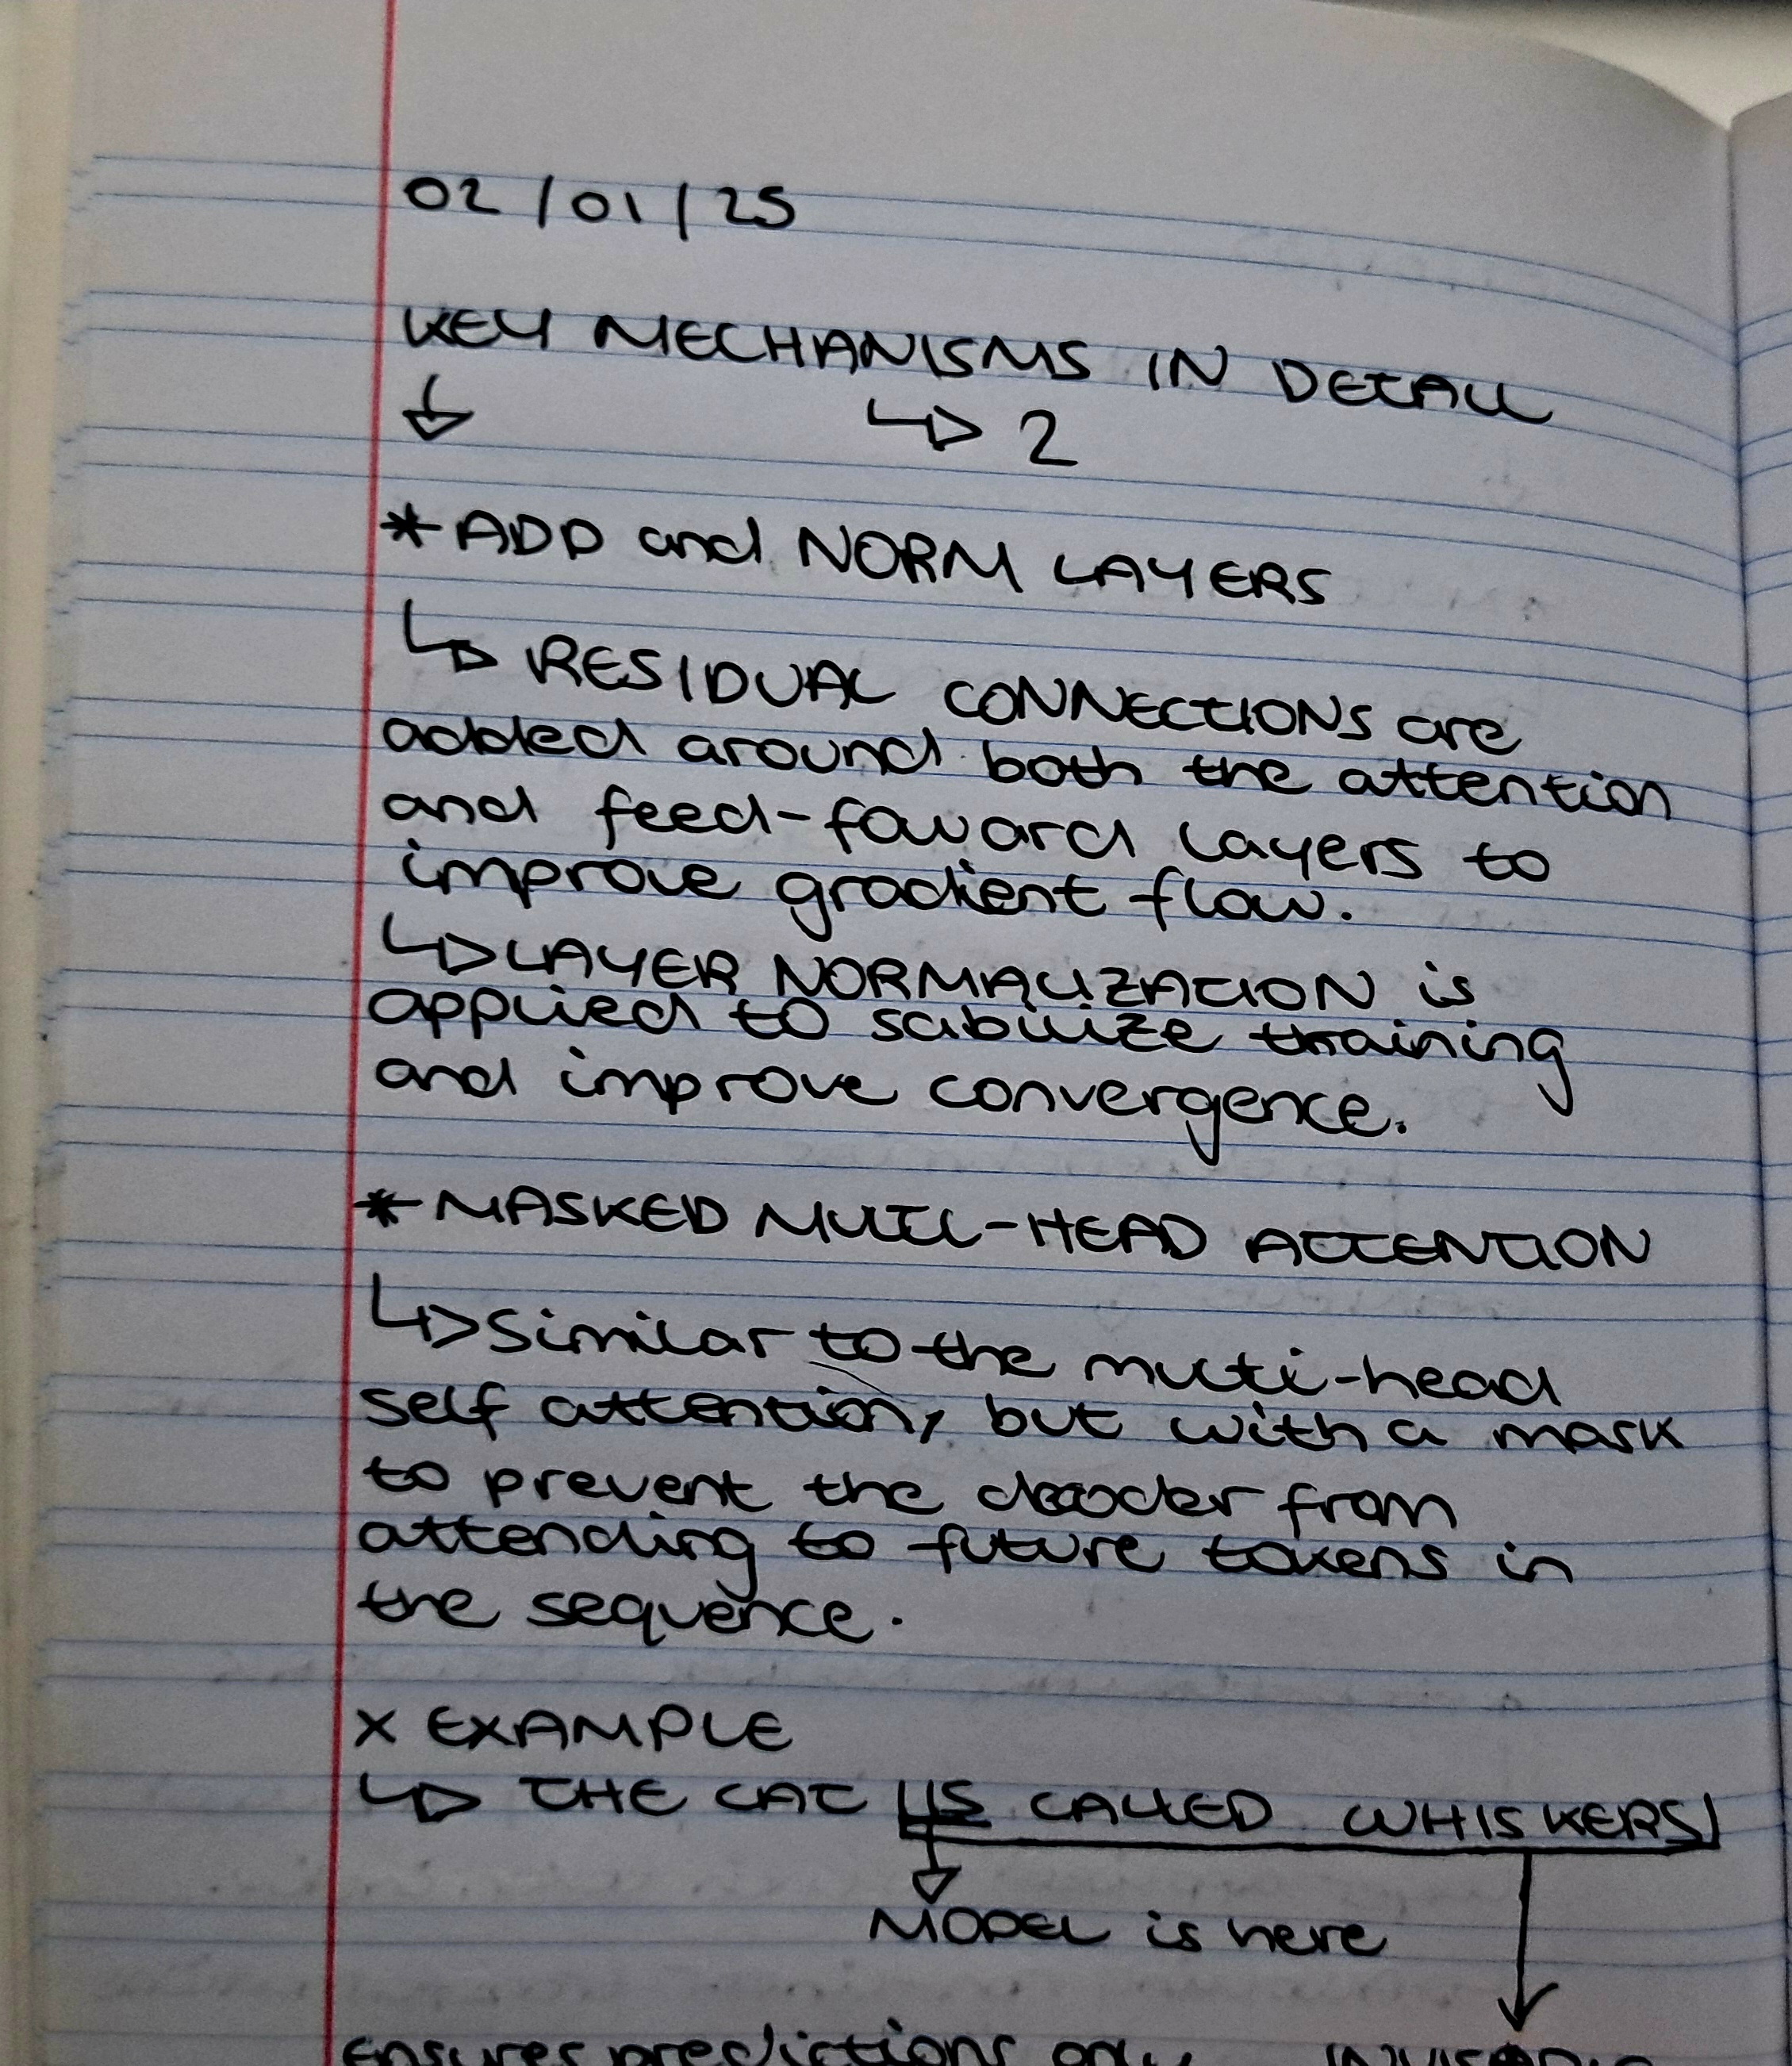 02/01/25
KEY MECHANISMS IN DETAIL
2
* ADD and NORM LAYERS
RESIDUAL CONNECTIONS are
added around both the attention
and feed-foward layers to
improve gradient flow.
LAYER NORMALIZATION is
applied to sabilize training
and improve convergence.
* MASKED MULTI-HEAD ATTENTION
Similar to the multi-head
self attention, but with a mask
to prevent the decoder from
attending to future tokens in
the sequence.
x EXAMPLE
THE CAT IS CALLED WHISKERS
MODEL is here
Ensures predictions only